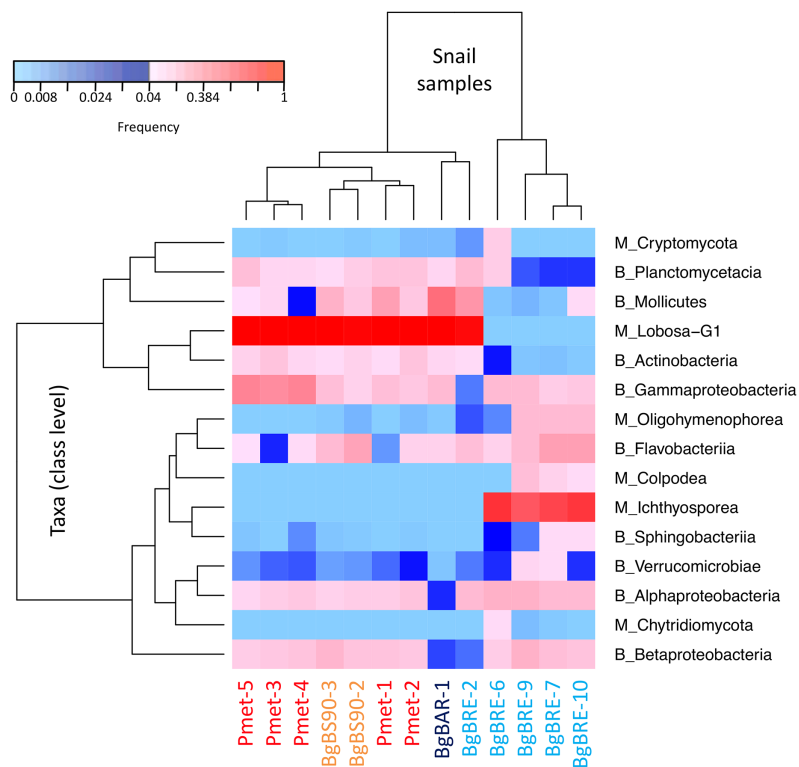 Snail
samples
0 0.008 0.024 0.04 0.384 1
Frequency
Taxa (class level)
M_Cryptomycota
B_Planctomycetacia
B_Mollicutes
M_Lobosa−G1
B_Actinobacteria
B_Gammaproteobacteria
M_Oligohymenophorea
B_Flavobacteriia
M_Colpodea
M_Ichthyosporea
B_Sphingobacteriia
B_Verrucomicrobiae
B_Alphaproteobacteria
M_Chytridiomycota
B_Betaproteobacteria
Pmet-5
Pmet-3
Pmet-4
BgBS90-3
BgBS90-2
Pmet-1
Pmet-2
BgBAR-1
BgBRE-2
BgBRE-6
BgBRE-9
BgBRE-7
BgBRE-10